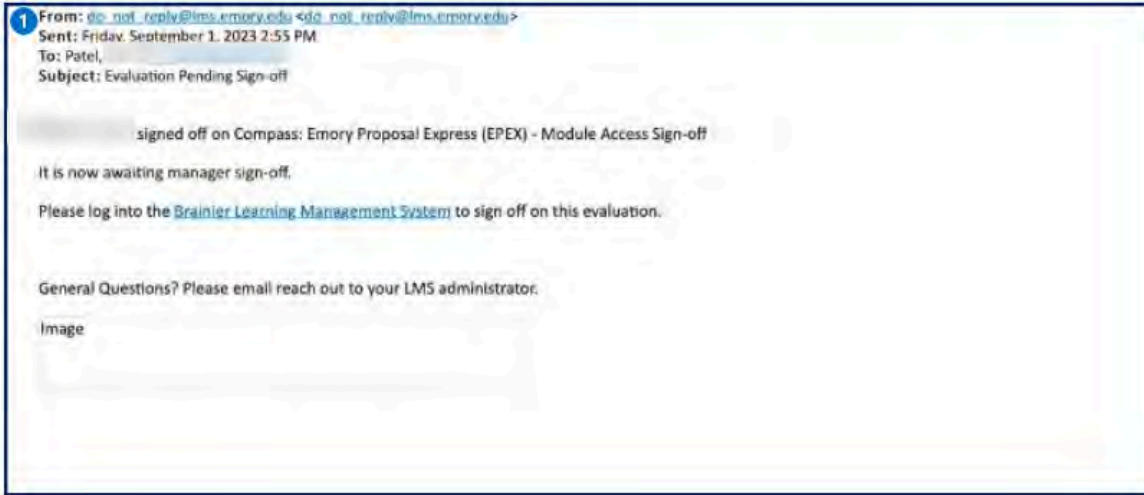 1
From: do_not_reply@lms.emory.edu <do_not_reply@lms.emory.edu>
Sent: Friday, September 1, 2023 2:55 PM
To: Patel,
Subject: Evaluation Pending Sign-off
signed off on Compass: Emory Proposal Express (EPEX) - Module Access Sign-off
It is now awaiting manager sign-off.
Please log into the Brainier Learning Management System to sign off on this evaluation.
General Questions? Please email reach out to your LMS administrator.
Image